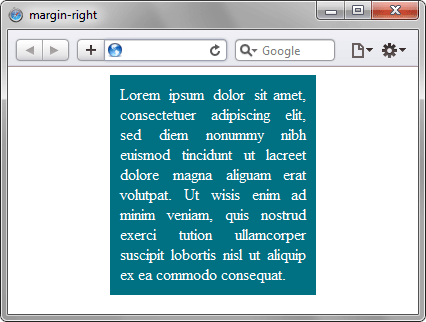 margin-right
Google
Lorem ipsum dolor sit amet,
consectetuer adipiscing elit,
sed diem nonummy nibh
euismod tincidunt ut lacreet
dolore magna aliguam erat
volutpat. Ut wisis enim ad
minim veniam, quis nostrud
exerci tution ullamcorper
suscipit lobortis nisl ut aliquip
ex ea commodo consequat.